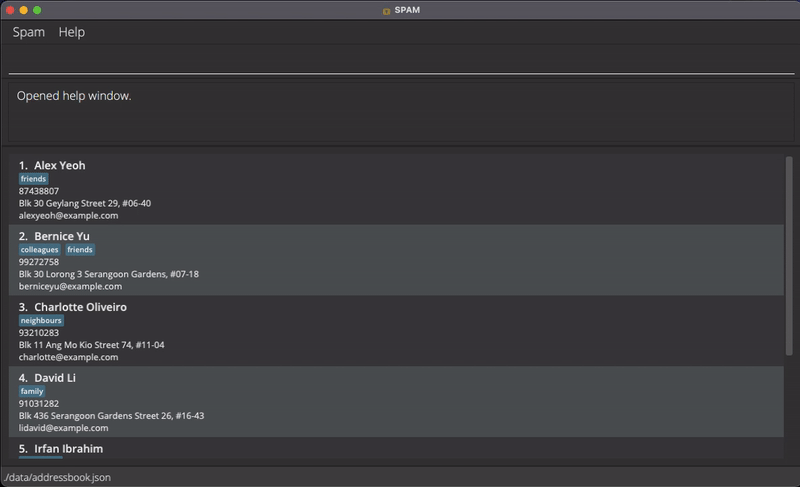 SPAM
Spam Help
Opened help window.
1. Alex Yeoh
friends
87438807
Blk 30 Geylang Street 29, #06-40
alexyeoh@example.com
2. Bernice Yu
colleagues friends
99272758
Blk 30 Lorong 3 Serangoon Gardens, #07-18
berniceyu@example.com
3. Charlotte Oliveiro
neighbours
93210283
Blk 11 Ang Mo Kio Street 74, #11-04
charlotte@example.com
4. David Li
family
91031282
Blk 436 Serangoon Gardens Street 26, #16-43
lidavid@example.com
5. Irfan Ibrahim
./data/addressbook.json